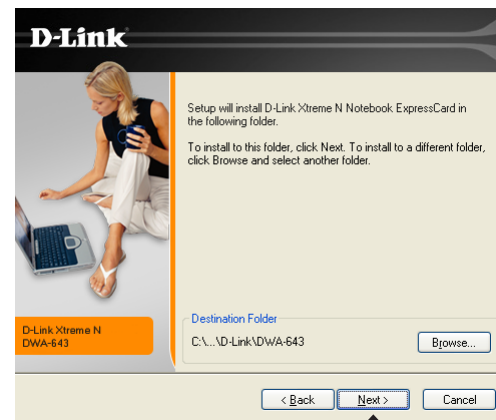 D-Link
Setup will install D-Link Xtreme N Notebook ExpressCard in
the following folder.
To install to this folder, click Next. To install to a different folder,
click Browse and select another folder.
D-Link Xtreme N
DWA-643
Destination Folder
C:\...\D-Link\DWA-643
Browse...
< Back
Next >
Cancel